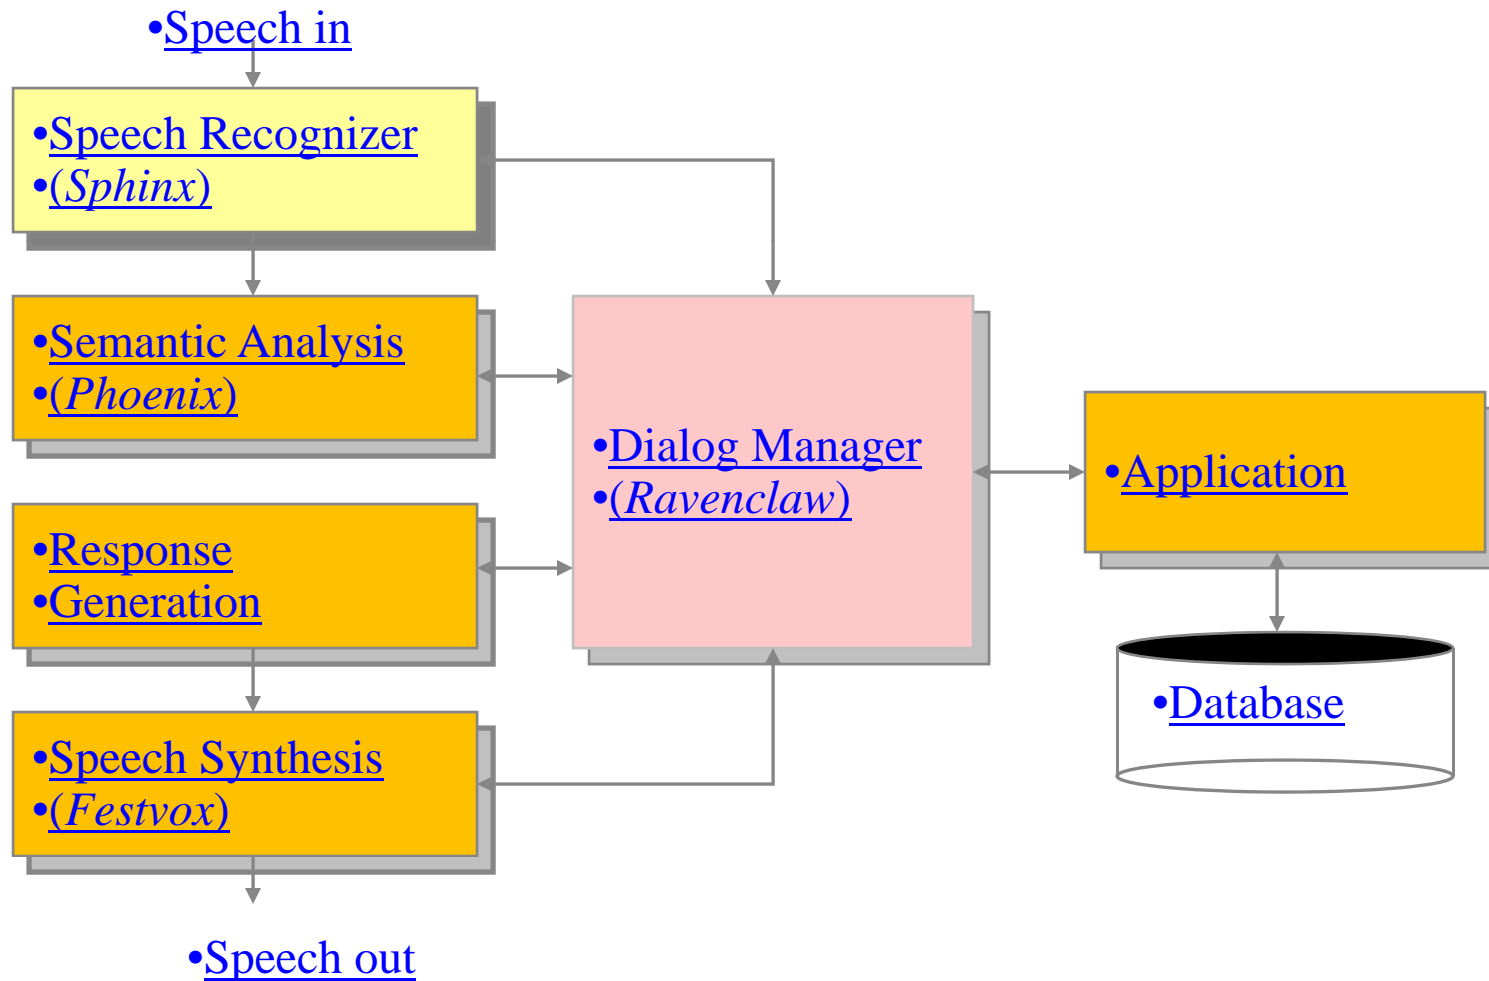 •Speech in
•Speech Recognizer
•(Sphinx)
•Semantic Analysis
•(Phoenix)
•Response
•Generation
•Speech Synthesis
•(Festvox)
•Speech out
•Dialog Manager
•(Ravenclaw)
•Application
•Database